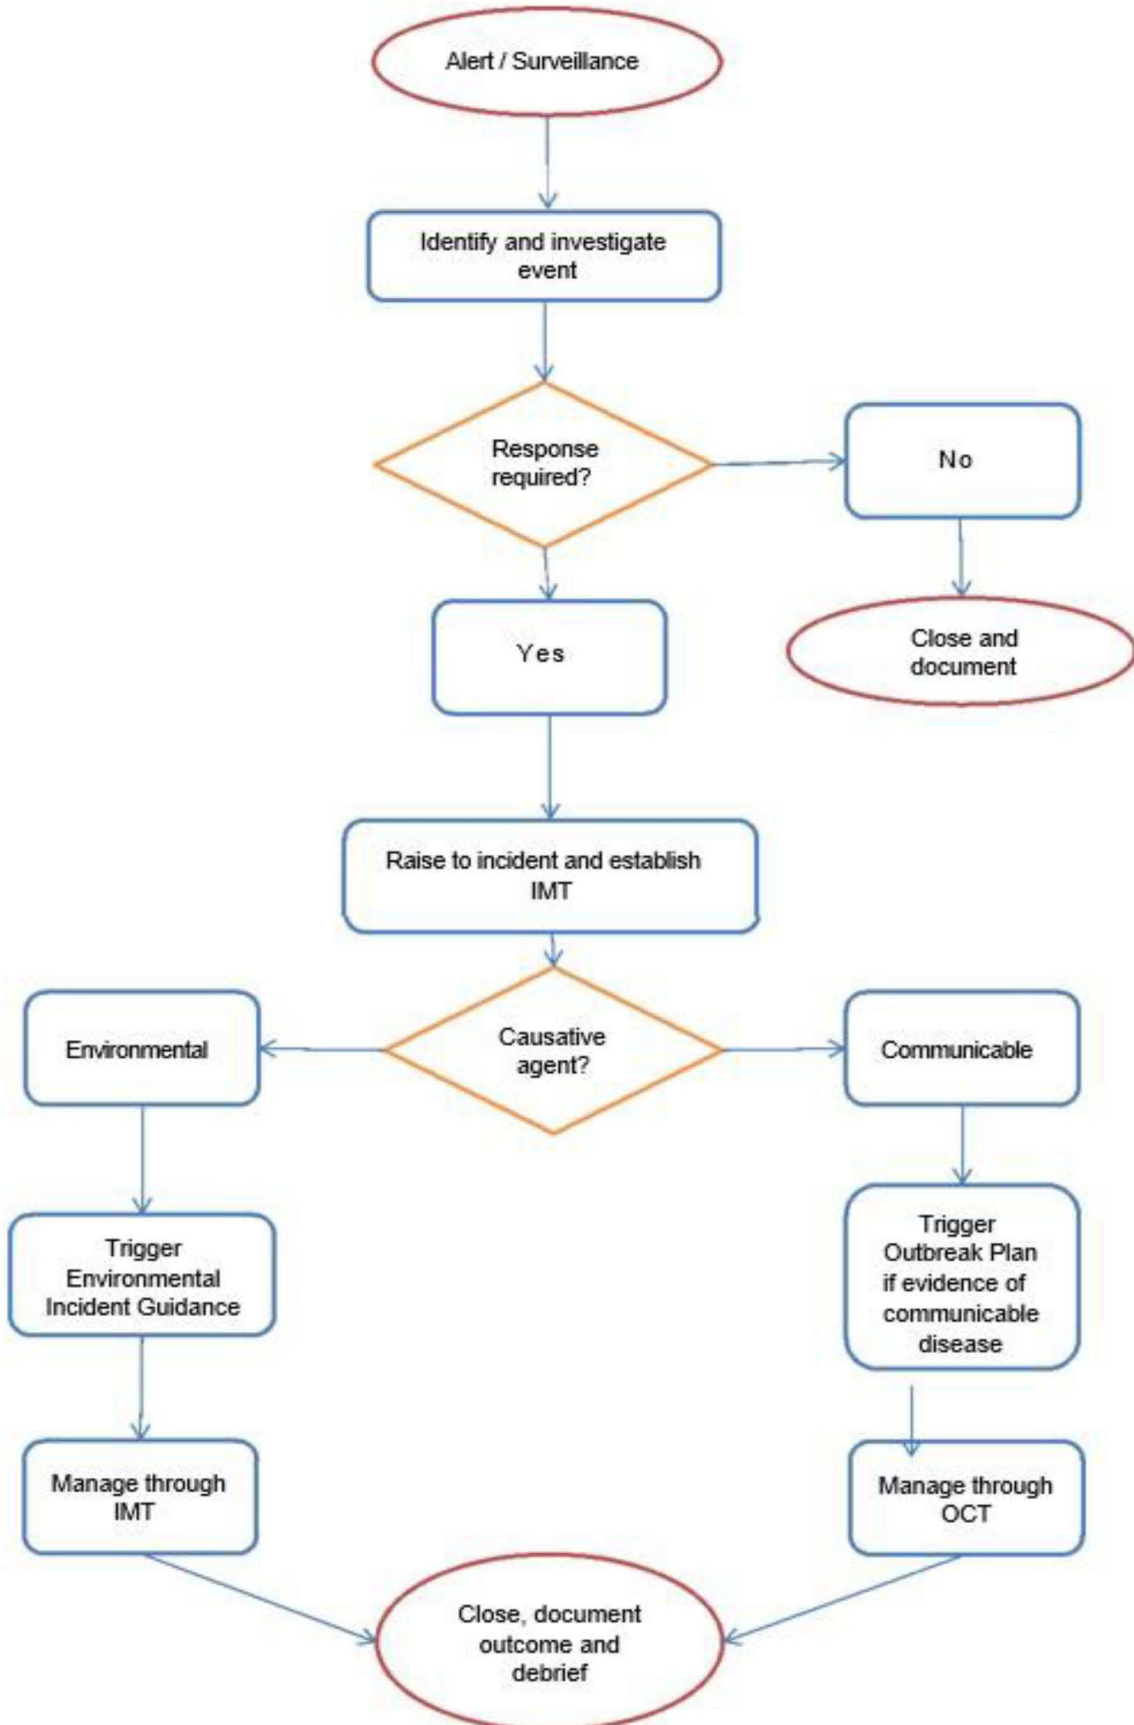 Alert / Surveillance
Identify and investigate
event
Response
required?
No
Yes
Close and
document
Raise to incident and establish
IMT
Causative
agent?
Environmental
Communicable
Trigger
Environmental
Incident Guidance
Trigger
Outbreak Plan
if evidence of
communicable
disease
Manage through
IMT
Manage through
OCT
Close, document
outcome and
debrief